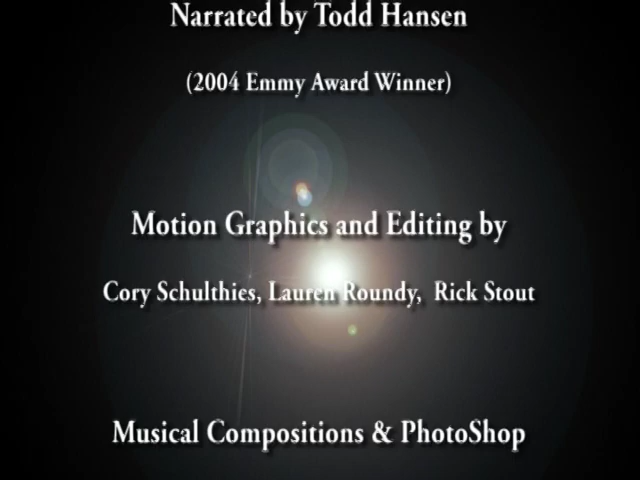 Narrated by Todd Hansen
(2004 Emmy Award Winner)
Motion Graphics and Editing by
Cory Schulthies, Lauren Roundy, Rick Stout
Musical Compositions & PhotoShop